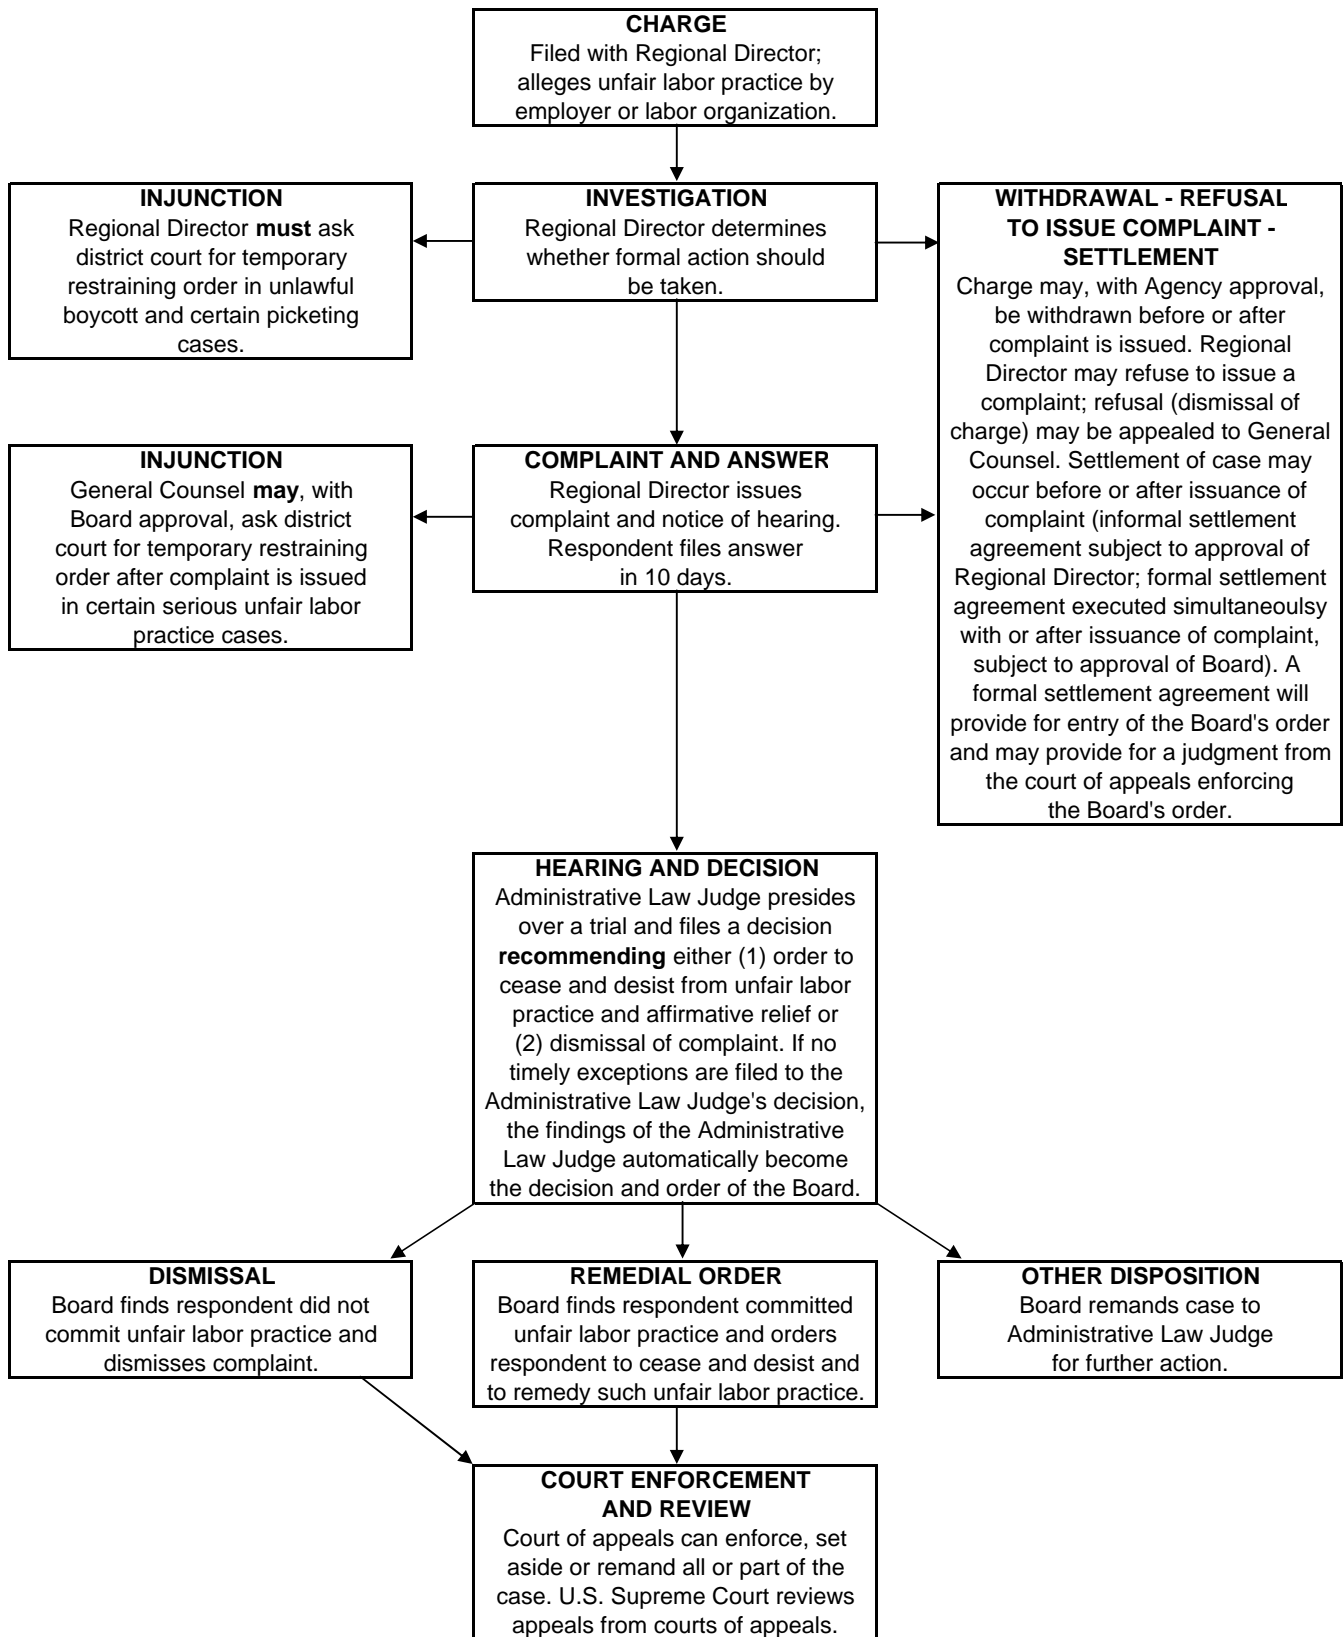 CHARGE
Filed with Regional Director;
alleges unfair labor practice by
employer or labor organization.
INJUNCTION
Regional Director must ask
district court for temporary
restraining order in unlawful
boycott and certain picketing
cases.
INVESTIGATION
Regional Director determines
whether formal action should
be taken.
WITHDRAWAL - REFUSAL
TO ISSUE COMPLAINT -
SETTLEMENT
Charge may, with Agency approval,
be withdrawn before or after
complaint is issued. Regional
Director may refuse to issue a
complaint; refusal (dismissal of
charge) may be appealed to General
Counsel. Settlement of case may
occur before or after issuance of
complaint (informal settlement
agreement subject to approval of
Regional Director; formal settlement
agreement executed simultaneoulsy
with or after issuance of complaint,
subject to approval of Board). A
formal settlement agreement will
provide for entry of the Board's order
and may provide for a judgment from
the court of appeals enforcing
the Board's order.
INJUNCTION
General Counsel may, with
Board approval, ask district
court for temporary restraining
order after complaint is issued
in certain serious unfair labor
practice cases.
COMPLAINT AND ANSWER
Regional Director issues
complaint and notice of hearing.
Respondent files answer
in 10 days.
HEARING AND DECISION
Administrative Law Judge presides
over a trial and files a decision
recommending either (1) order to
cease and desist from unfair labor
practice and affirmative relief or
(2) dismissal of complaint. If no
timely exceptions are filed to the
Administrative Law Judge's decision,
the findings of the Administrative
Law Judge automatically become
the decision and order of the Board.
DISMISSAL
Board finds respondent did not
commit unfair labor practice and
dismisses complaint.
REMEDIAL ORDER
Board finds respondent committed
unfair labor practice and orders
respondent to cease and desist and
to remedy such unfair labor practice.
OTHER DISPOSITION
Board remands case to
Administrative Law Judge
for further action.
COURT ENFORCEMENT
AND REVIEW
Court of appeals can enforce, set
aside or remand all or part of the
case. U.S. Supreme Court reviews
appeals from courts of appeals.